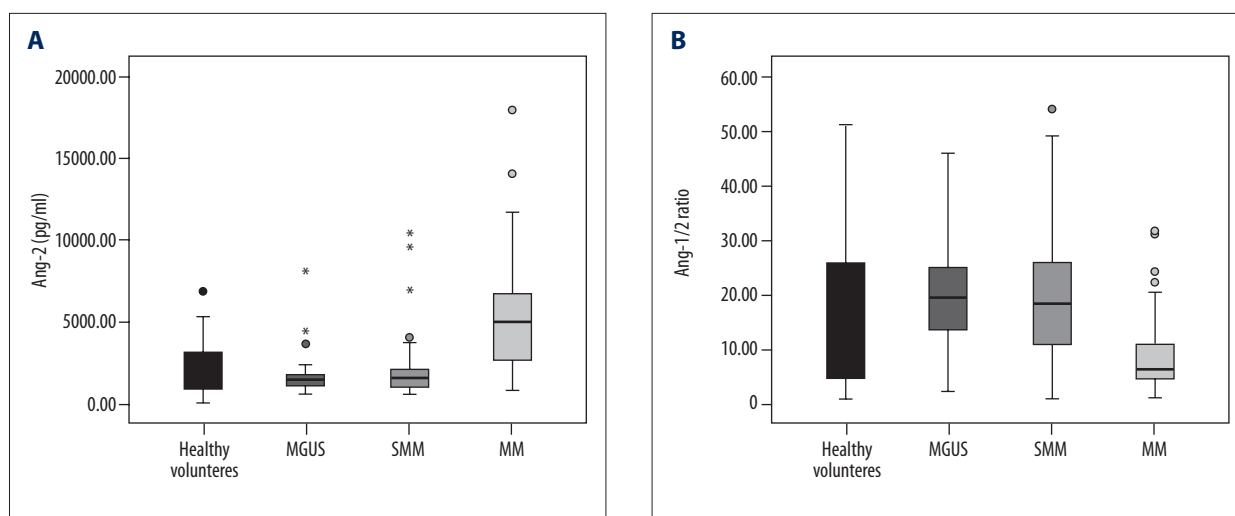 A
Ang-2 (pg/ml)
20000.00
15000.00
10000.00
5000.00
0.00
Healthy
volunteres
MGUS
SMM
MM
B
Ang-1/2 ratio
60.00
50.00
40.00
30.00
20.00
10.00
0
Healthy
volunteres
MGUS
SMM
MM